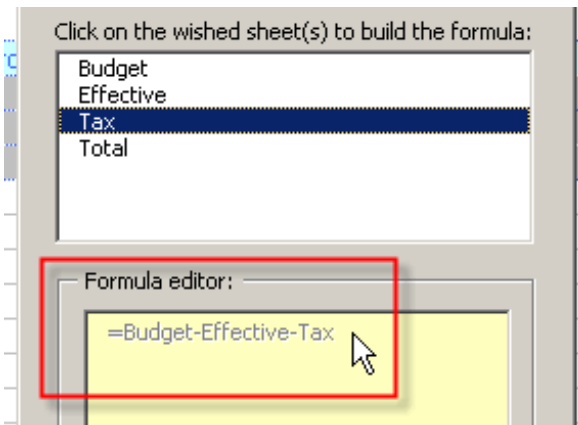 Click on the wished sheet(s) to build the formula:
Budget
Effective
Tax
Total
Formula editor:
=Budget-Effective-Tax